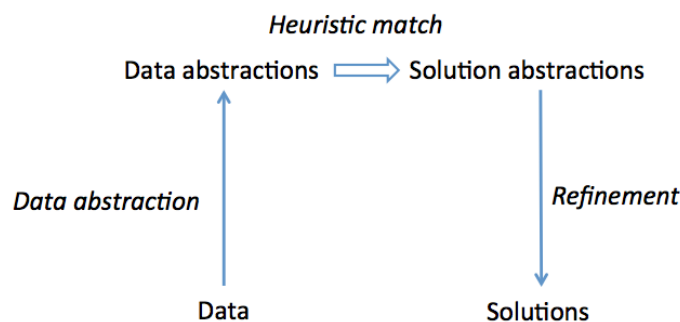 Heuristic match
Data abstractions
Solution abstractions
Data abstraction
Refinement
Data
Solutions